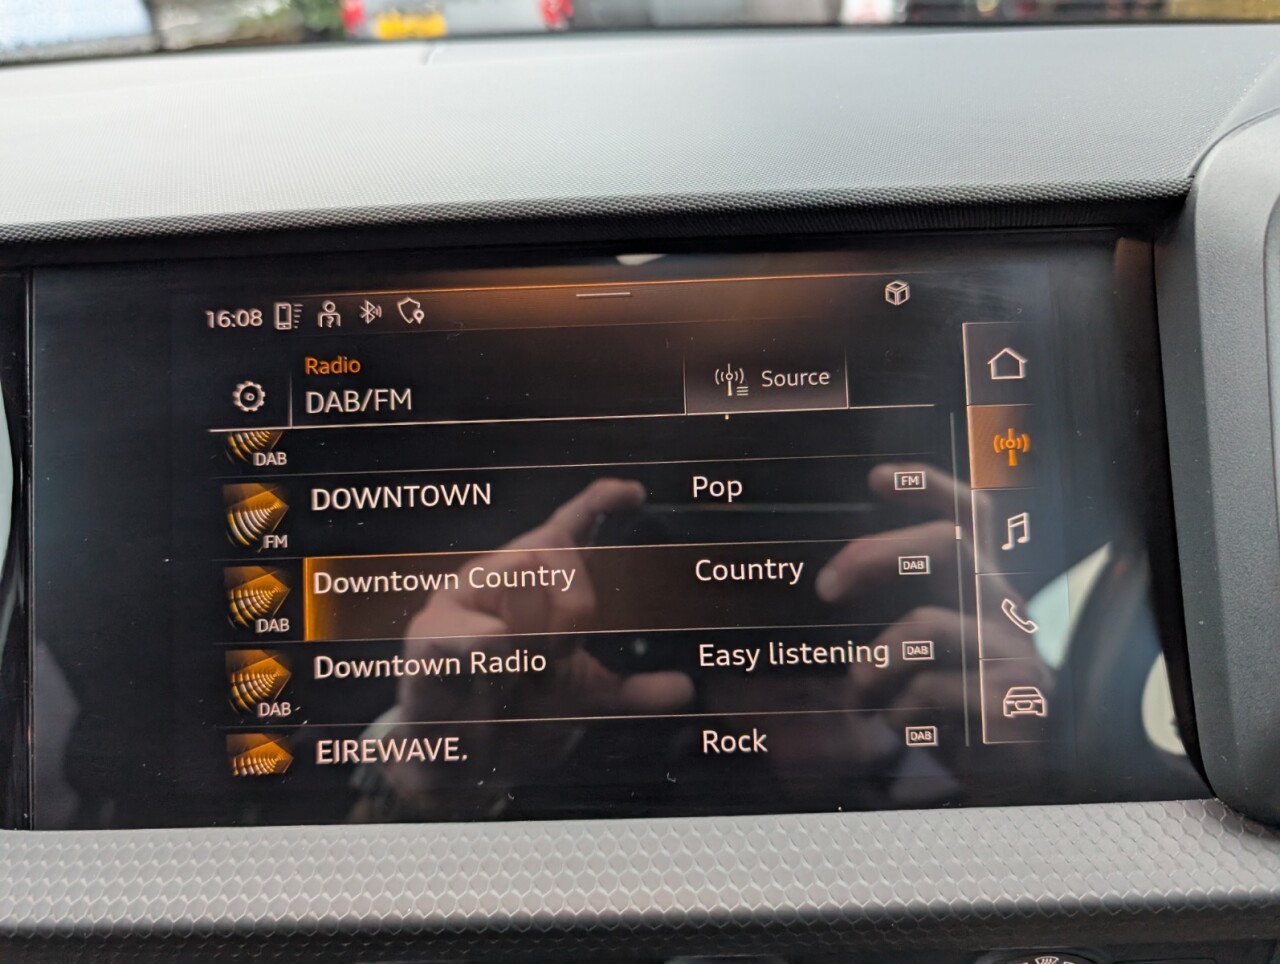 16:08
Radio
DAB/FM
Source
DAB
DOWNTOWN Pop FM
FM
Downtown Country Country DAB
DAB
Downtown Radio Easy listening DAB
DAB
EIREWAVE. Rock DAB